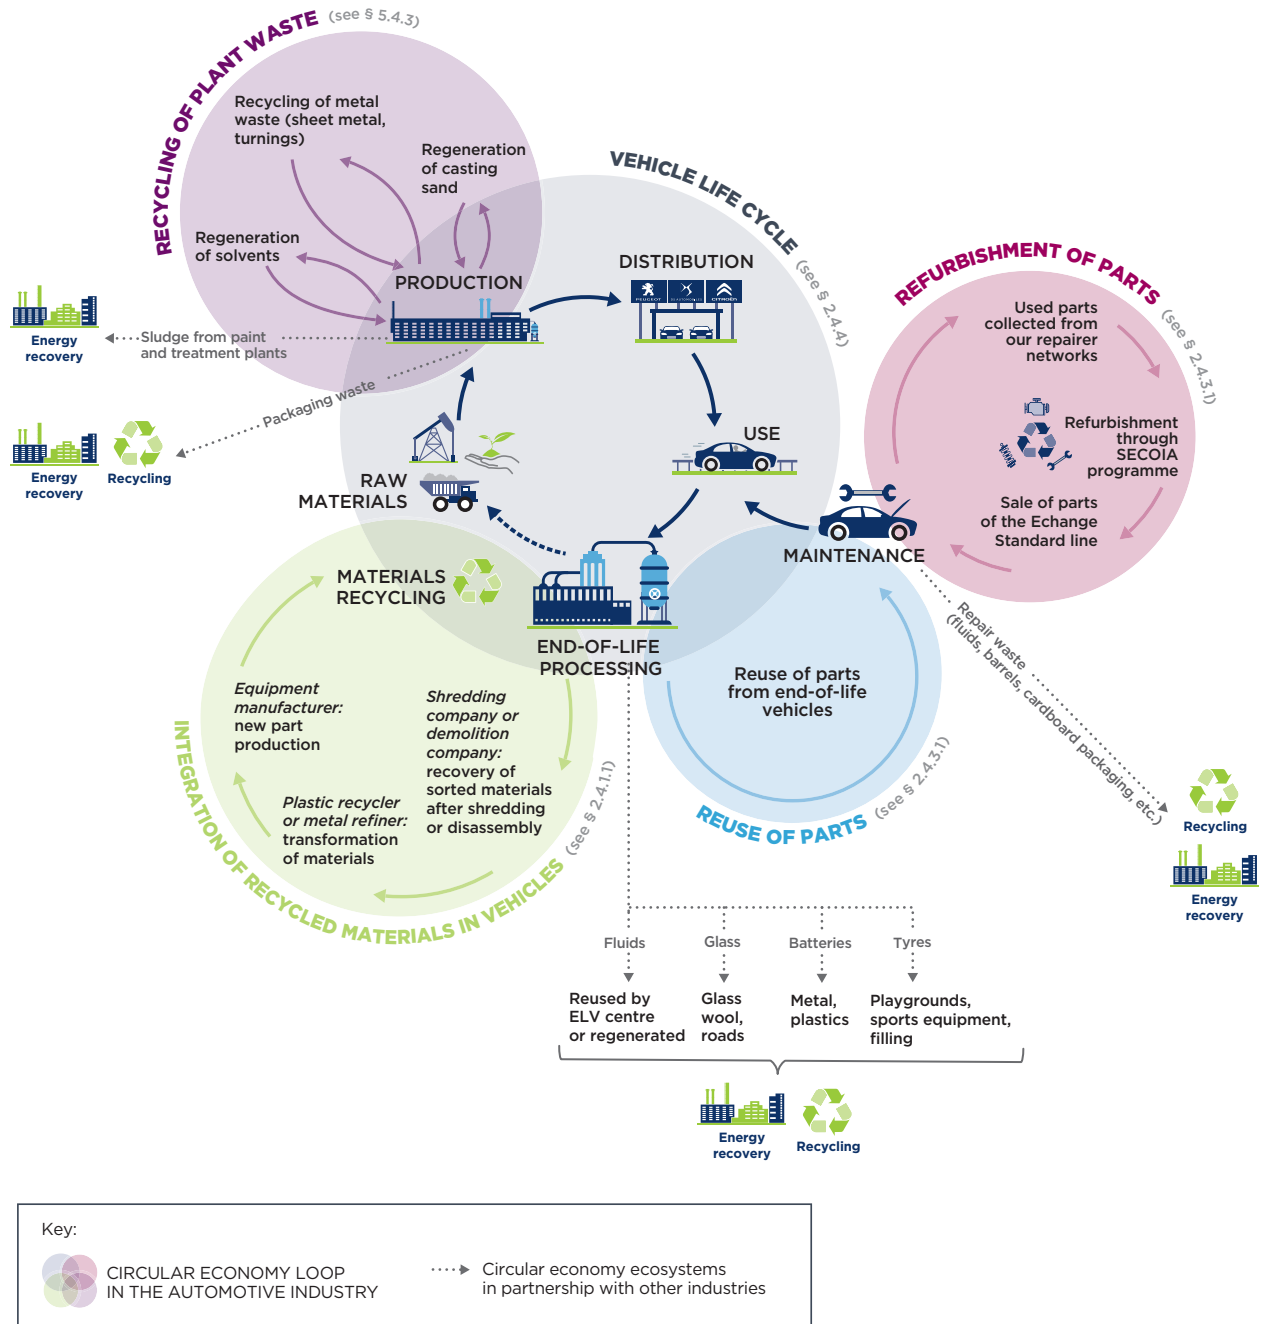 RECYCLING OF PLANT WASTE (see § 5.4.3)
Recycling of metal
waste (sheet metal,
turnings)
Regeneration
of casting
sand
Regeneration
of solvents
PRODUCTION
VEHICLE LIFE CYCLE (see § 2.4.4)
DISTRIBUTION
PEUGEOT
DS AUTOMOBILES
CITROËN
REFURBISHMENT OF PARTS (see § 2.4.3.1)
Used parts
collected from
our repairer
networks
Refurbishment
through
SECOIA
programme
Sale of parts
of the Echange
Standard line
Energy
recovery
Sludge from paint
and treatment plants
Packaging waste
Energy
recovery
Recycling
USE
RAW
MATERIALS
MAINTENANCE
MATERIALS
RECYCLING
END-OF-LIFE
PROCESSING
Repair waste
(fluids, barrels, cardboard packaging, etc.)
Reuse of parts
from end-of-life
vehicles
REUSE OF PARTS (see § 2.4.3.1)
Equipment
manufacturer:
new part
production
Shredding
company or
demolition
company:
recovery of
sorted materials
after shredding
or disassembly
Plastic recycler
or metal refiner:
transformation
of materials
INTEGRATION OF RECYCLED MATERIALS IN VEHICLES (see § 2.4.1.1)
Recycling
Energy
recovery
Fluids
Glass
Batteries
Tyres
Reused by
ELV centre
or regenerated
Glass
wool,
roads
Metal,
plastics
Playgrounds,
sports equipment,
filling
Energy
recovery
Recycling
Key:
CIRCULAR ECONOMY LOOP
IN THE AUTOMOTIVE INDUSTRY
Circular economy ecosystems
in partnership with other industries